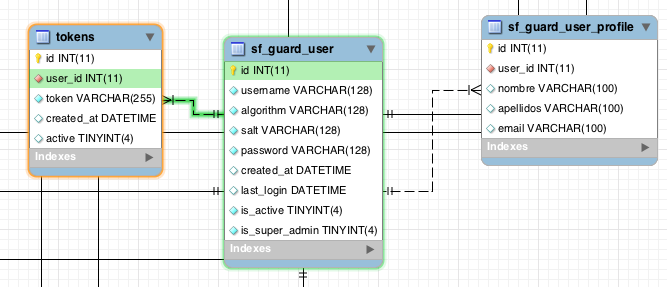 tokens
id INT(11)
user_id INT(11)
token VARCHAR(255)
created_at DATETIME
active TINYINT(4)
Indexes
sf_guard_user
id INT(11)
username VARCHAR(128)
algorithm VARCHAR(128)
salt VARCHAR(128)
password VARCHAR(128)
created_at DATETIME
last_login DATETIME
is_active TINYINT(4)
is_super_admin TINYINT(4)
Indexes
sf_guard_user_profile
id INT(11)
user_id INT(11)
nombre VARCHAR(100)
apellidos VARCHAR(100)
email VARCHAR(100)
Indexes